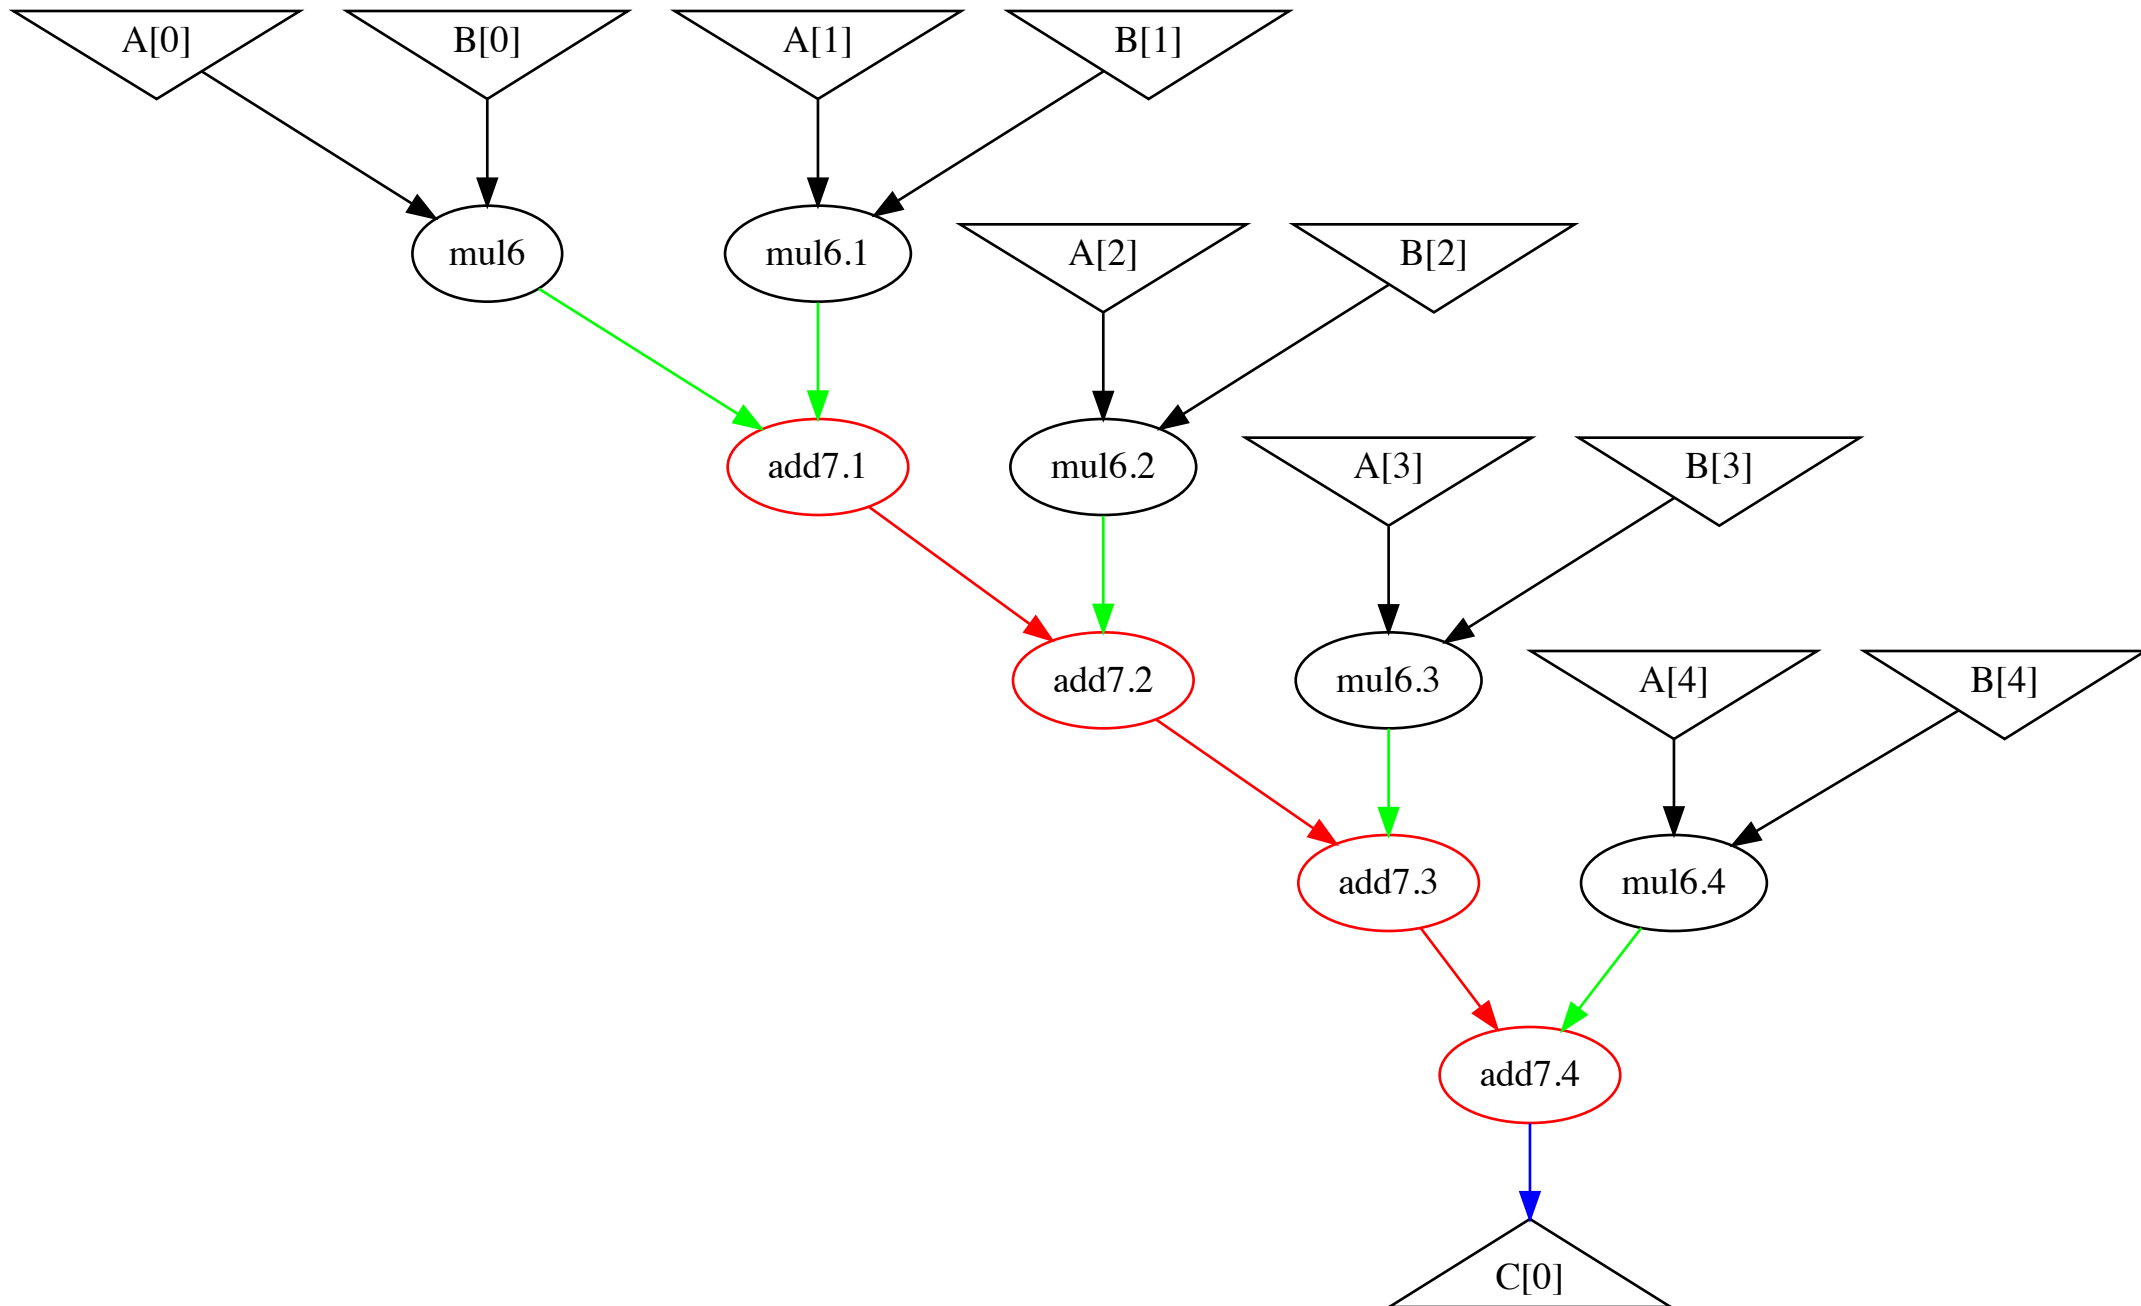 A[0]
B[0]
A[1]
B[1]
mul6
mul6.1
A[2]
B[2]
add7.1
mul6.2
A[3]
B[3]
add7.2
mul6.3
A[4]
B[4]
add7.3
mul6.4
add7.4
C[0]